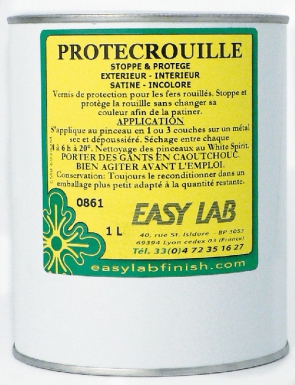 PROTECROUILLE
STOPPE & PROTEGE
EXTERIEUR - INTERIEUR
SATINE - INCOLORE
Vernis de protection pour les fers rouillés. Stoppe et
protège la rouille sans changer sa
couleur afin de la patiner.
APPLICATION
S'applique au pinceau en 1 ou 3 couches sur un métal
sec et dépoussiéré. Séchage entre chaque
4 à 6 h à 20°. Nettoyage des pinceaux au White Spirit.
PORTER DES GANTS EN CAOUTCHOUC
BIEN AGITER AVANT L'EMPLOI.
Conservation: Toujours le reconditionner dans un
emballage plus petit adapté à la quantité restante.
0861
EASY LAB
1 L
40, rue St. Isidore - BP 3053
69394 Lyon cedex 03 (France)
Tél. 33(0)4 72 35 16 27
easylabfinish.com